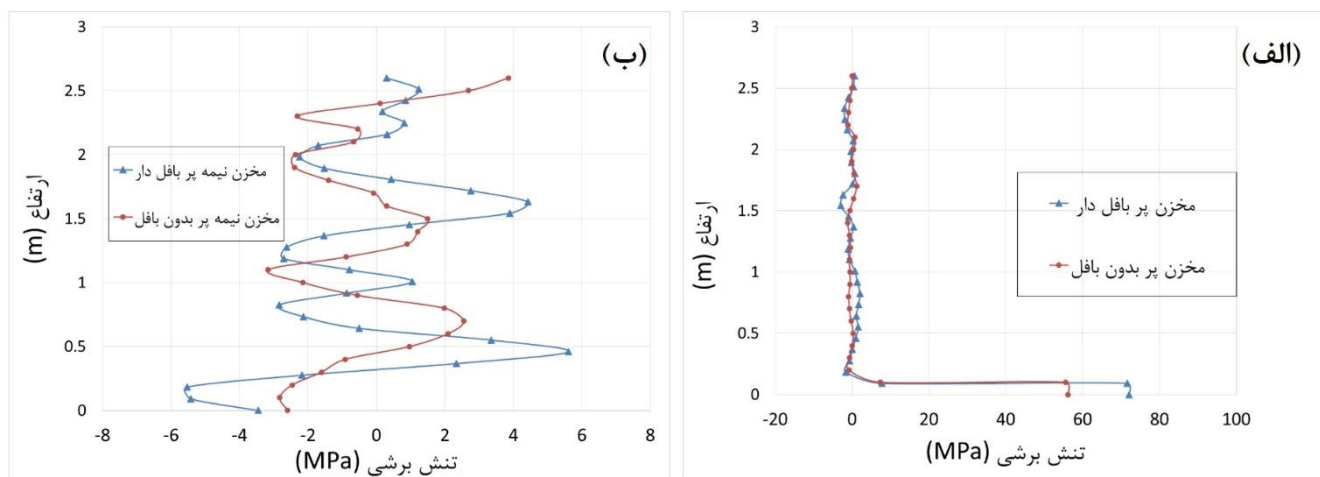 (الف)
3
2.5
2
1.5
1
0.5
0
ارتفاع (m)
مخزن پر بافل دار
مخزن پر بدون بافل
-20 0 20 40 60 80 100
تنش برشی (MPa)
(ب)
3
2.5
2
1.5
1
0.5
0
ارتفاع (m)
مخزن نیمه پر بافل دار
مخزن نیمه پر بدون بافل
-8 -6 -4 -2 0 2 4 6 8
تنش برشی (MPa)